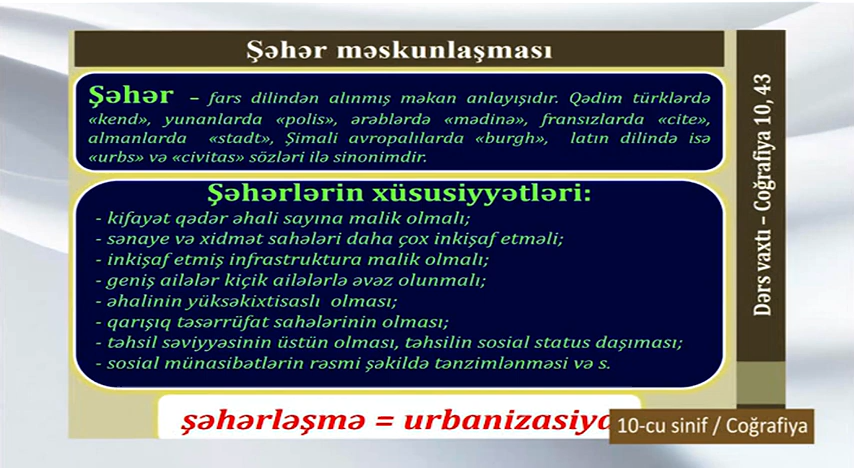 Şəhər məskunlaşması
Şəhər – fars dilindən alınmış məkan anlayışıdır. Qədim türklərdə
«kend», yunanlarda «polis», ərəblərdə «mədinə», fransızlarda «cite»,
almanlarda «stadt», Şimali avropalılarda «burgh», latın dilində isə
«urbs» və «civitas» sözləri ilə sinonimdir.
Şəhərlərin xüsusiyyətləri:
- kifayət qədər əhali sayına malik olmalı;
- sənaye və xidmət sahələri daha çox inkişaf etməli;
- inkişaf etmiş infrastruktura malik olmalı;
- geniş ailələr kiçik ailələrlə əvəz olunmalı;
- əhalinin yüksəkixtisaslı olması;
- qarışıq təsərrüfat sahələrinin olması;
- təhsil səviyyəsinin üstün olması, təhsilin sosial status daşıması;
- sosial münasibətlərin rəsmi şəkildə tənzimlənməsi və s.
şəhərləşmə = urbanizasiya
Dərs vaxtı – Coğrafiya 10, 43
10-cu sinif / Coğrafiya